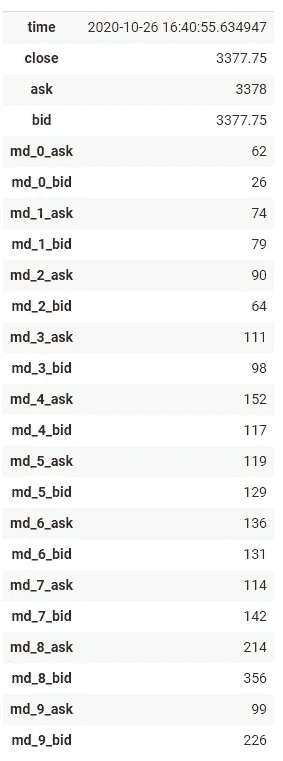 time 2020-10-26 16:40:55.634947
close 3377.75
ask 3378
bid 3377.75
md_0_ask 62
md_0_bid 26
md_1_ask 74
md_1_bid 79
md_2_ask 90
md_2_bid 64
md_3_ask 111
md_3_bid 98
md_4_ask 152
md_4_bid 117
md_5_ask 119
md_5_bid 129
md_6_ask 136
md_6_bid 131
md_7_ask 114
md_7_bid 142
md_8_ask 214
md_8_bid 356
md_9_ask 99
md_9_bid 226